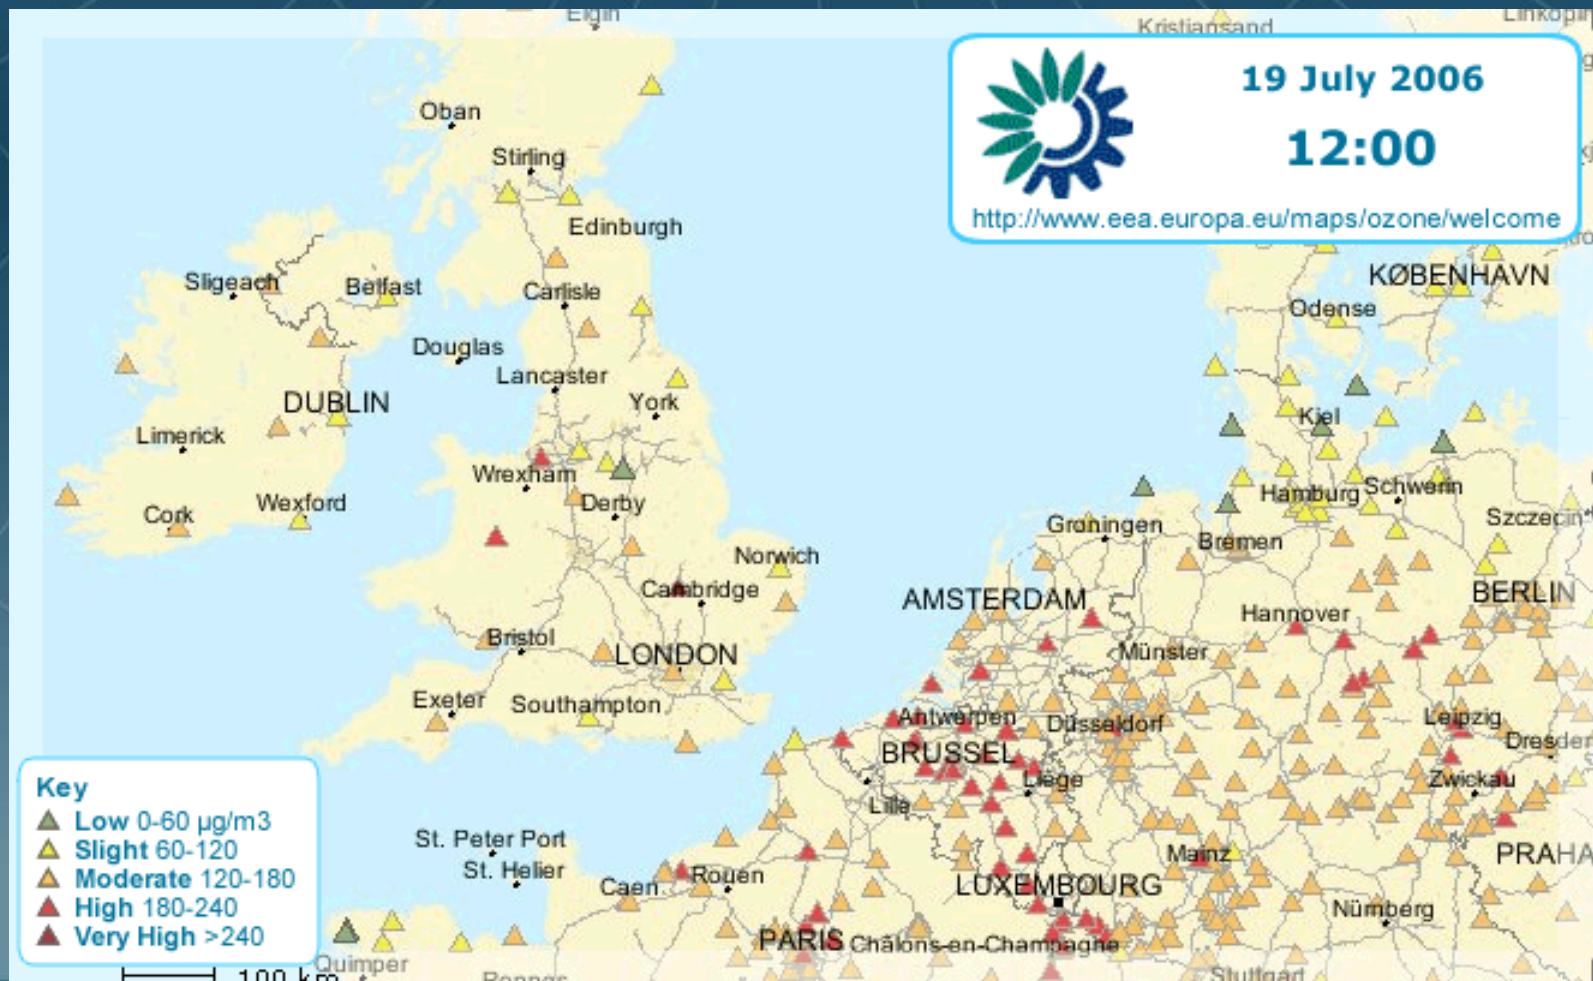 Elgin
Kristiansand
19 July 2006
12:00
http://www.eea.europa.eu/maps/ozone/welcome
Oban
Stirling
Edinburgh
KØBENHAVN
Sligeach
Belfast
Carlisle
Odense
Douglas
Lancaster
DUBLIN
York
Kiel
Limerick
Wrexham
Hamburg
Schwerin
Cork
Wexford
Derby
Groningen
Szczecin
Bremen
Norwich
Cambridge
AMSTERDAM
BERLIN
Hannover
Bristol
LONDON
Münster
Exeter
Southampton
Antwerpen
Düsseldorf
Leipzig
BRUSSEL
Dresden
Liège
Zwickau
Lille
Key
Low 0-60 µg/m3
Slight 60-120
Moderate 120-180
High 180-240
Very High >240
St. Peter Port
St. Helier
Caen
Rouen
Mainz
PRAHA
LUXEMBOURG
Nürnberg
PARIS
Châlons-en-Champagne
Quimper
Rennes
Stuttgart
100 km